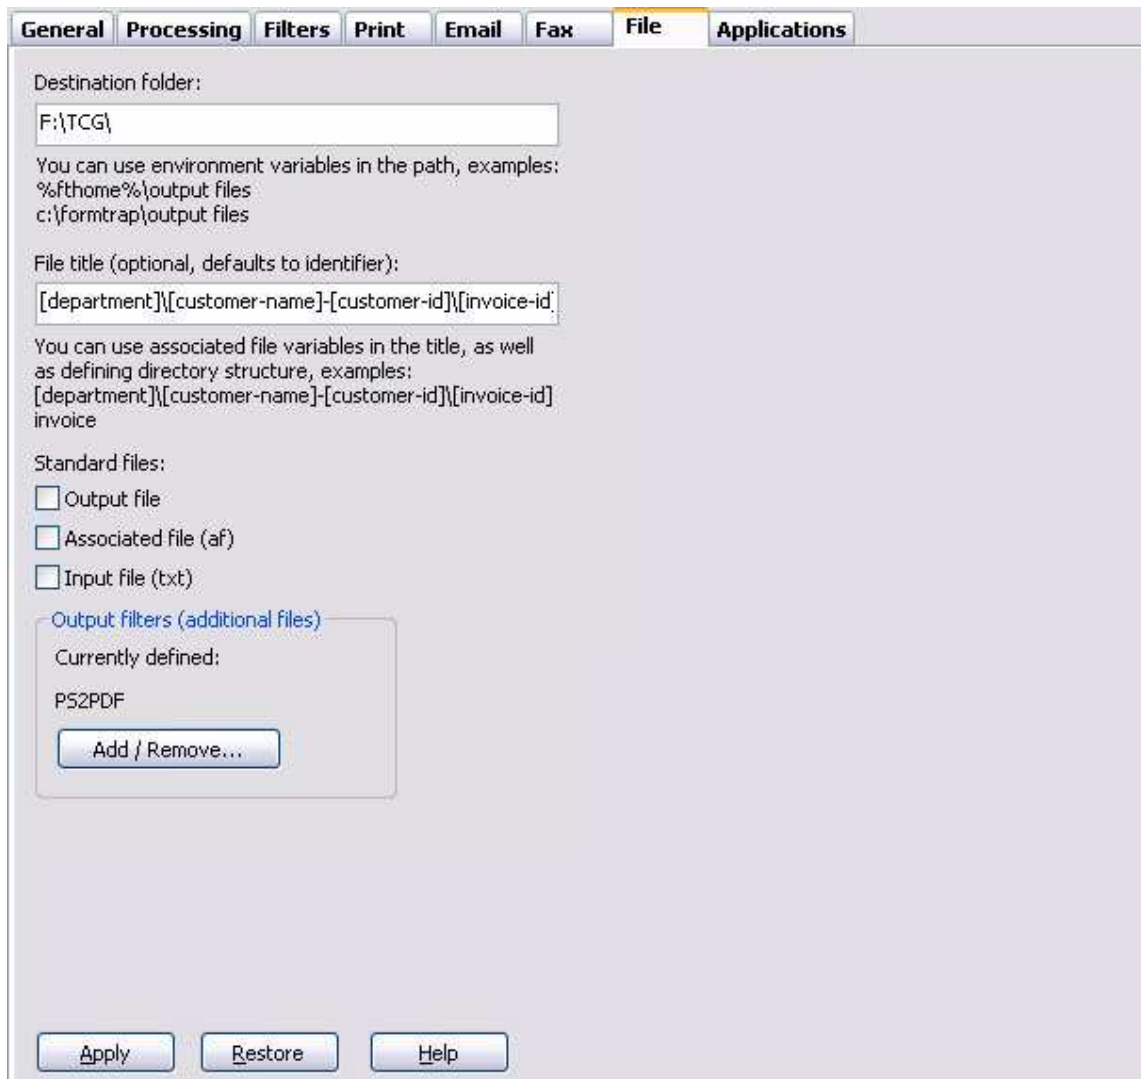 General Processing Filters Print Email Fax File Applications
Destination folder:
F:\TCG\
You can use environment variables in the path, examples:
%fthome%\output files
c:\formtrap\output files
File title (optional, defaults to identifier):
[department]\[customer-name]-[customer-id]\[invoice-id]
You can use associated file variables in the title, as well
as defining directory structure, examples:
[department]\[customer-name]-[customer-id]\[invoice-id]
invoice
Standard files:
Output file
Associated file (af)
Input file (txt)
Output filters (additional files)
Currently defined:
PS2PDF
Add / Remove...
Apply Restore Help